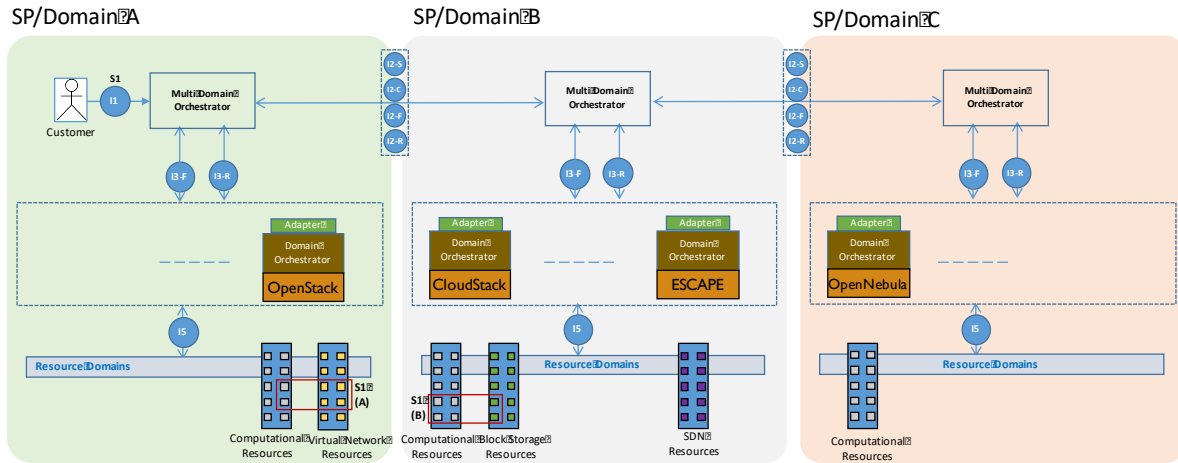 SP/Domain A
SP/Domain B
SP/Domain C
S1
I1
Customer
Multi Domain
Orchestrator
I2-S
I2-C
I2-F
I2-R
Multi Domain
Orchestrator
I2-S
I2-C
I2-F
I2-R
Multi Domain
Orchestrator
I3-F
I3-R
I3-F
I3-R
I3-F
I3-R
Adapter
Domain
Orchestrator
OpenStack
Adapter
Domain
Orchestrator
CloudStack
Adapter
Domain
Orchestrator
ESCAPE
Adapter
Domain
Orchestrator
OpenNebula
I5
I5
I5
Resource Domains
Resource Domains
Resource Domains
S1
(A)
S1
(B)
Computational
Resources
Virtual Network
Resources
Computational
Resources
Block Storage
Resources
SDN
Resources
Computational
Resources